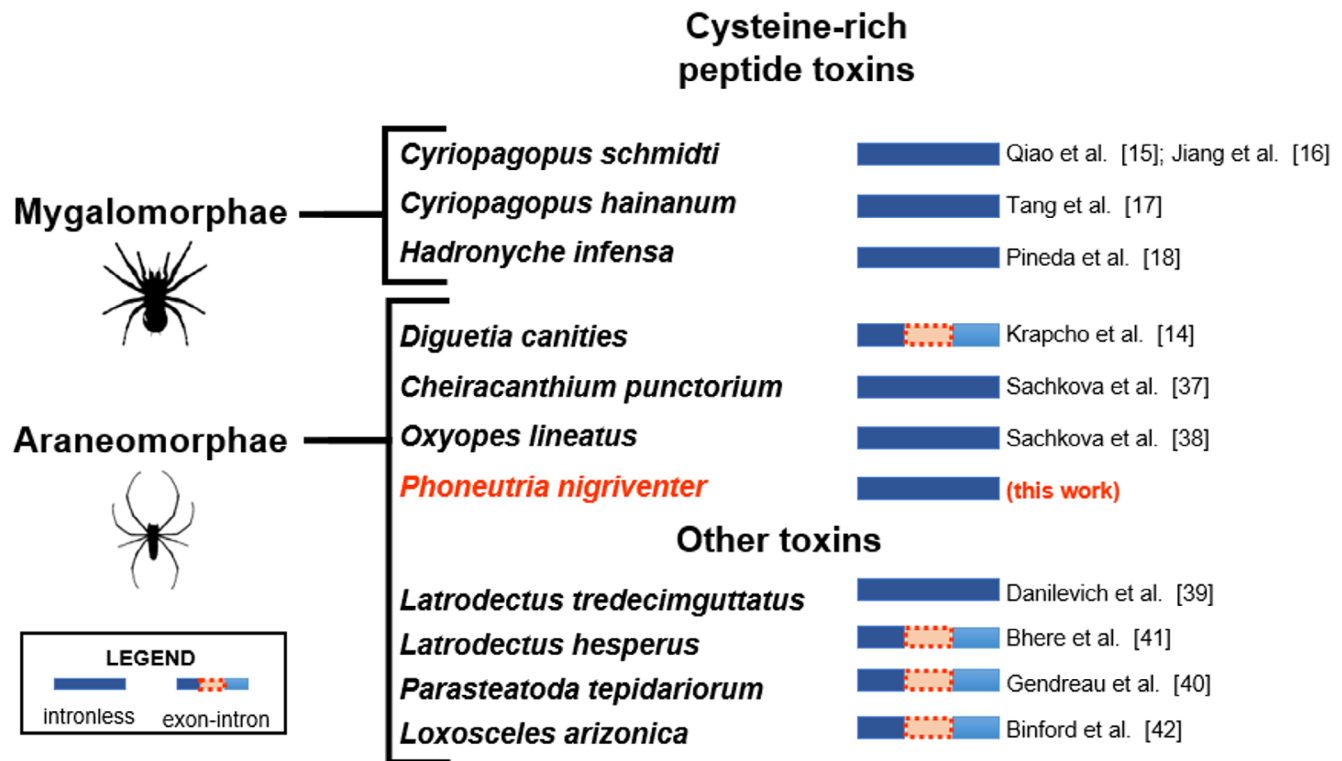 Cysteine-rich
peptide toxins
Mygalomorphae
Cyriopagopus schmidti Qiao et al. [15]; Jiang et al. [16]
Cyriopagopus hainanum Tang et al. [17]
Hadronyche infensa Pineda et al. [18]
Araneomorphae
Diguetia canities Krapcho et al. [14]
Cheiracanthium punctorium Sachkova et al. [37]
Oxyopes lineatus Sachkova et al. [38]
Phoneutria nigriventer (this work)
Other toxins
Latrodectus tredecimguttatus Danilevich et al. [39]
Latrodectus hesperus Bhere et al. [41]
Parasteatoda tepidariorum Gendreau et al. [40]
Loxosceles arizonica Binford et al. [42]
LEGEND
intronless exon-intron